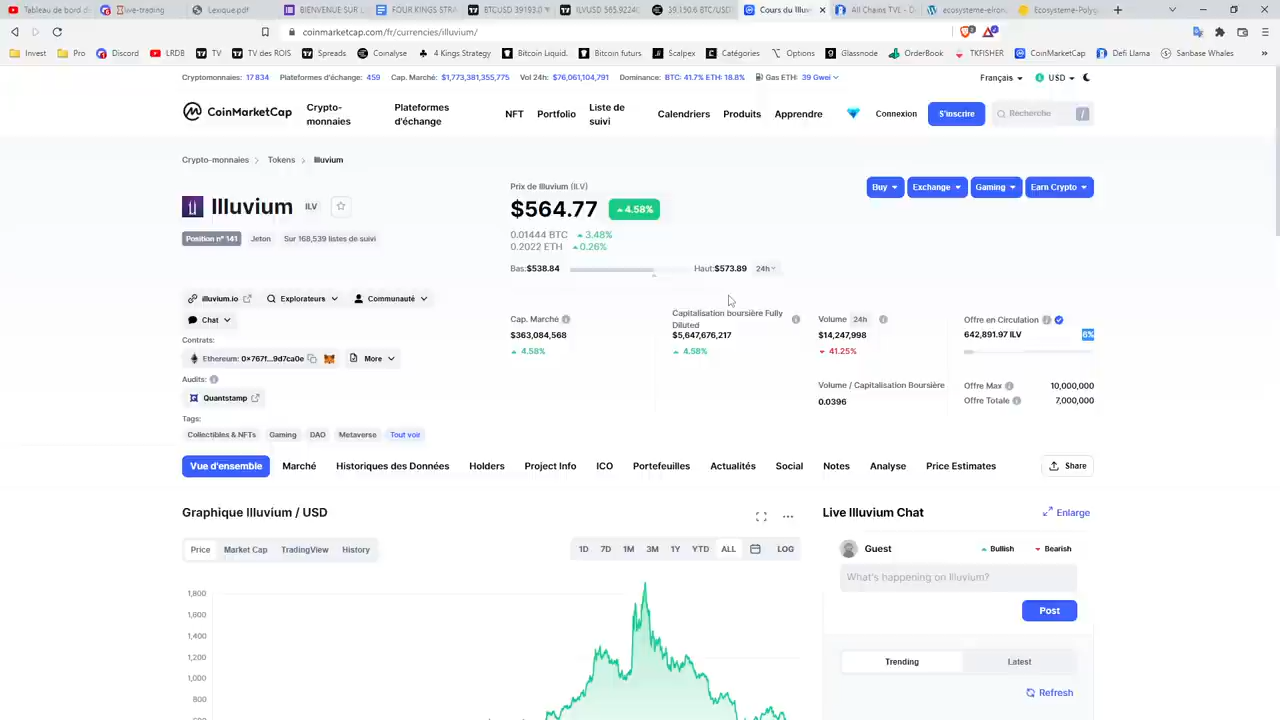 Tableau de bord de
live-trading
Lexique.pdf
BIENVENUE SUR L
FOUR KINGS STRAT
BTCUSD 39193.0
ILVUSD 565.9224
39,150.6 BTC/USD
Cours du Illuv
All Chains TVL - D
ecosysteme-elron
Ecosysteme-Polyg
coinmarketcap.com/fr/currencies/illuvium/
Invest
Pro
Discord
LRDB
TV
TV des ROIS
TV Spreads
Coinalyse
4 Kings Strategy
Bitcoin Liquid.
Bitcoin futurs
Scalpex
Catégories
Options
Glassnode
OrderBook
TKFISHER
CoinMarketCap
Defi Llama
Sanbase Whales
Cryptomonnaies: 17 834 Plateformes d'échange: 459 Cap. Marché: $1,773,381,355,775 Vol 24h: $76,061,104,791 Dominance: BTC: 41.7% ETH: 18.8% Gas ETH: 39 Gwei
Français
USD
CoinMarketCap
Crypto-
monnaies
Plateformes
d'échange
NFT
Portfolio
Liste de
suivi
Calendriers
Produits
Apprendre
Connexion
S'inscrire
Recherche
/
Crypto-monnaies > Tokens > Illuvium
Illuvium ILV
Position n° 141
Jeton
Sur 168,539 listes de suivi
Prix de Illuvium (ILV)
$564.77 4.58%
0.01444 BTC 3.48%
0.2022 ETH 0.26%
Bas:$538.84
Haut:$573.89
24h
Buy
Exchange
Gaming
Earn Crypto
illuvium.io
Explorateurs
Communauté
Chat
Contrats:
Ethereum: 0x767f...9d7ca0e
More
Audits:
Quantstamp
Tags:
Collectibles & NFTs
Gaming
DAO
Metaverse
Tout voir
Cap. Marché
$363,084,568
4.58%
Capitalisation boursière Fully
Diluted
$5,647,676,217
4.58%
Volume 24h
$14,247,998
41.25%
Volume / Capitalisation Boursière
0.0396
Offre en Circulation
642,891.97 ILV
6%
Offre Max 10,000,000
Offre Totale 7,000,000
Vue d'ensemble
Marché
Historiques des Données
Holders
Project Info
ICO
Portefeuilles
Actualités
Social
Notes
Analyse
Price Estimates
Share
Graphique Illuvium / USD
Price
Market Cap
TradingView
History
1D
7D
1M
3M
1Y
YTD
ALL
LOG
1,800
1,600
1,400
1,200
1,000
800
Live Illuvium Chat
Enlarge
Guest
Bullish
Bearish
What's happening on Illuvium?
Post
Trending
Latest
Refresh